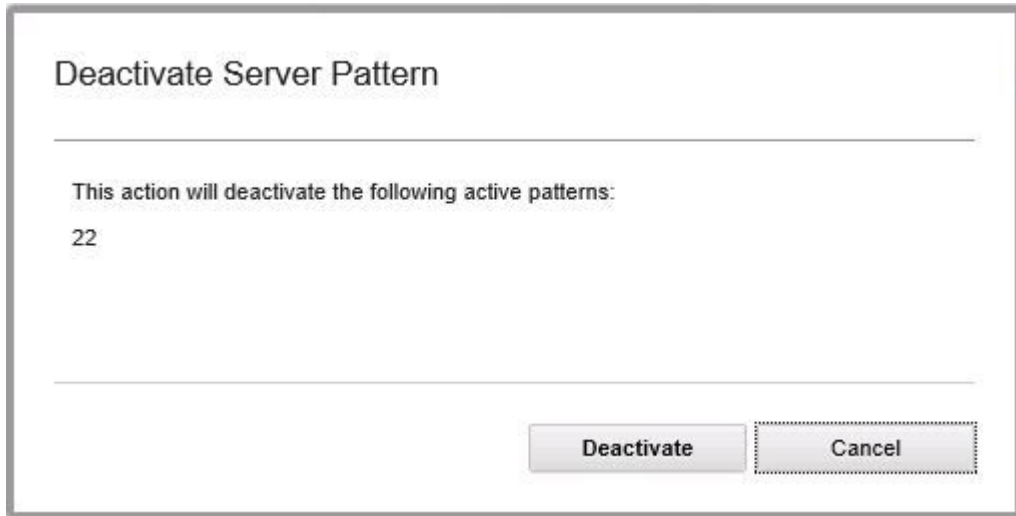 Deactivate Server Pattern
This action will deactivate the following active patterns:
22
Deactivate
Cancel